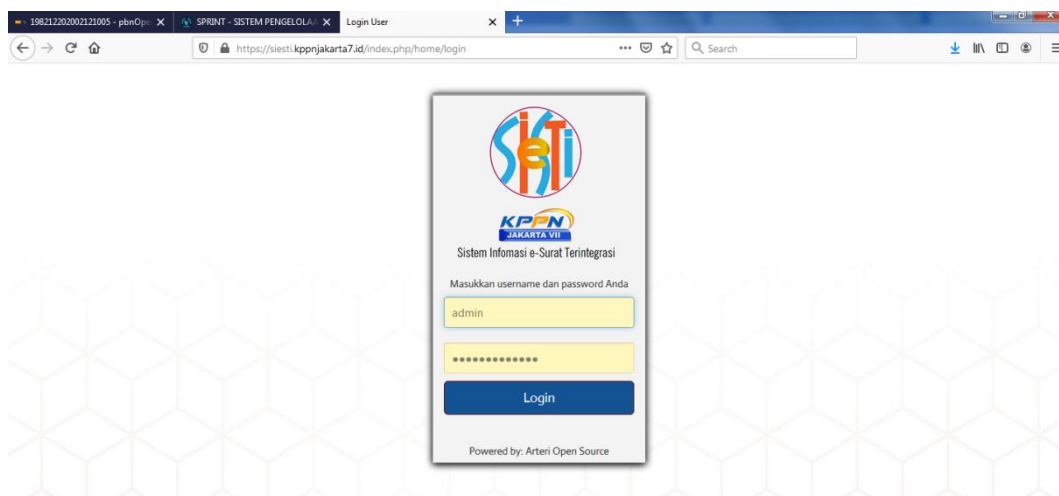 198212202002121005 - pbnOpe
SPRINT - SISTEM PENGELOLA
Login User
https://siesti.kppnjakarta7.id/index.php/home/login
Search
SieSTi
KPPN
JAKARTA VII
Sistem Infomasi e-Surat Terintegrasi
Masukkan username dan password Anda
admin
•••••••••••••
Login
Powered by: Arteri Open Source